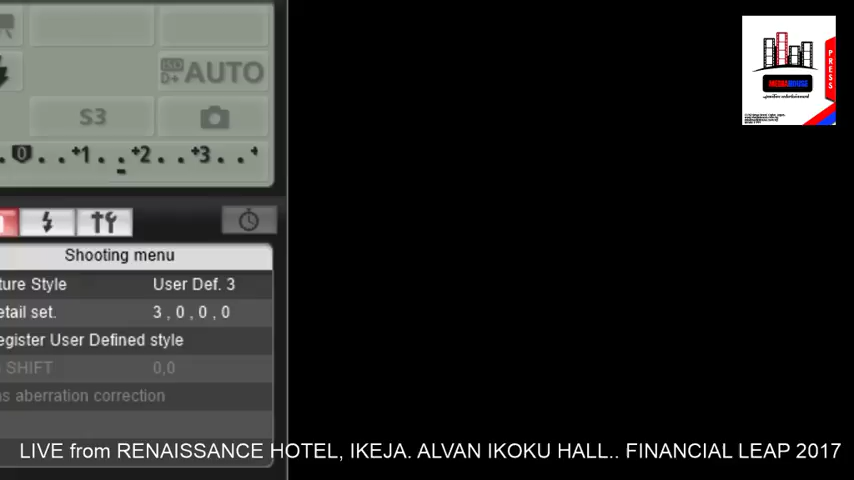 ISO
D+ AUTO
S3
0 . . +1 . . +2 . . +3 . . +
Shooting menu
ture Style User Def. 3
etail set. 3 , 0 , 0 , 0
egister User Defined style
SHIFT 0,0
s aberration correction
PRESS
LIVE from RENAISSANCE HOTEL, IKEJA. ALVAN IKOKU HALL.. FINANCIAL LEAP 2017